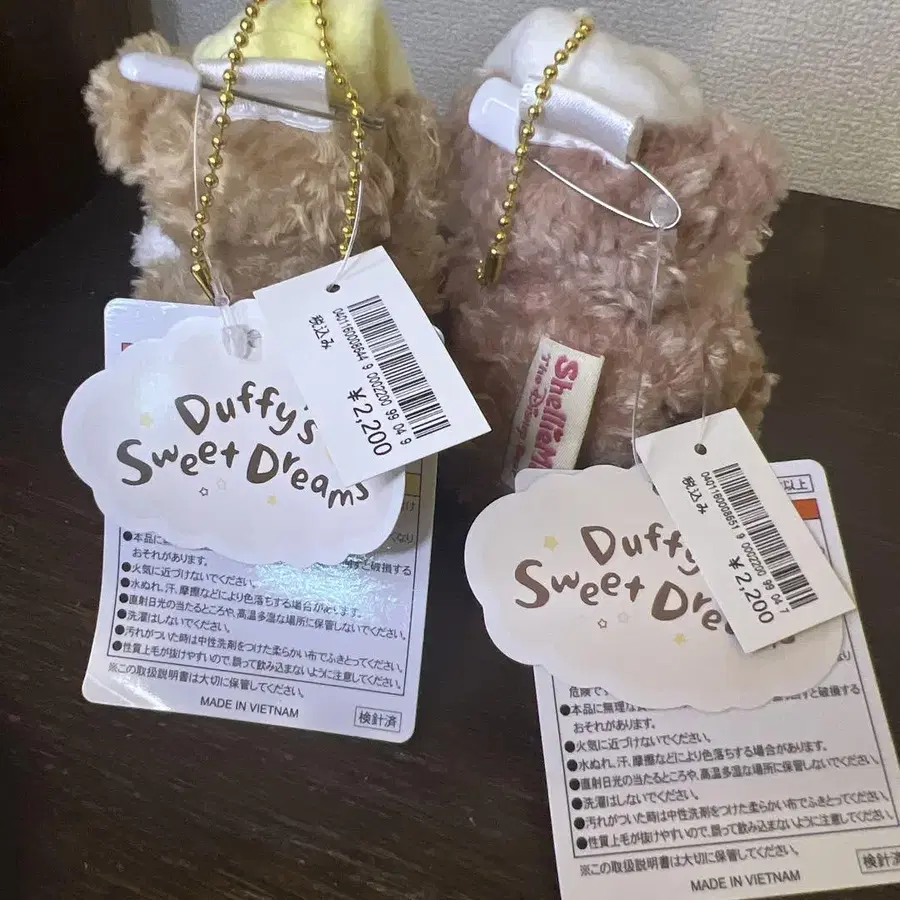 Duffy's
Sweet Dreams
税込み
0401160008644 9 0002200 99 04 9
¥2,200
●本品に
おそれがあります。
すと破損する
●火気に近づけないでください。
●水ぬれ、汗、摩擦などにより色落ちする場合があります。
●直射日光の当たるところや、高温多湿な場所に保管しないでください。
●洗濯はしないでください。
●汚れがついた時は中性洗剤をつけた柔らかい布でふきとってください。
●性質上毛が抜けやすいので、誤って飲み込まないように注意してください。
※この取扱説明書は大切に保管してください。
MADE IN VIETNAM
検針済
ShellieM
The Disney
Duffy
Sweet Dre
税込み
0401160008651 9 0002200 99 04 7
¥2,200
以上
危険で
●本品に無理な
すと破損する
おそれがあります。
●火気に近づけないでください。
●水ぬれ、汗、摩擦などにより色落ちする場合があります。
●直射日光の当たるところや、高温多湿な場所に保管しないでください。
●洗濯はしないでください。
●汚れがついた時は中性洗剤をつけた柔らかい布でふきとってください。
●性質上毛が抜けやすいので、誤って飲み込まないように注意してください。
※この取扱説明書は大切に保管してください。
MADE IN VIETNAM
検針済